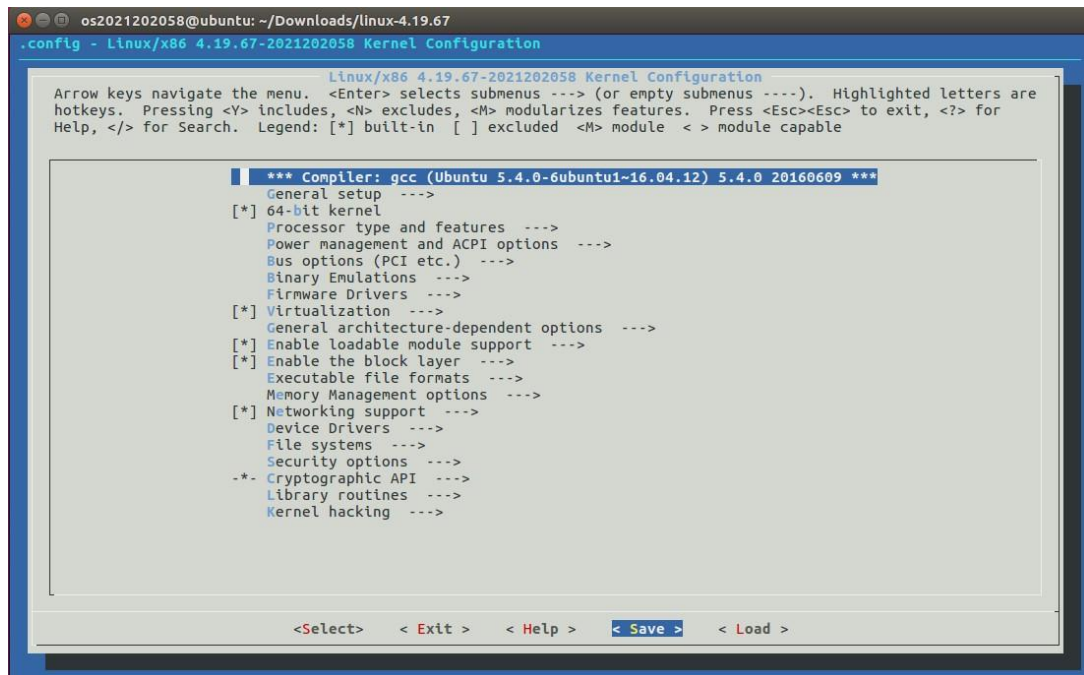 os2021202058@ubuntu: ~/Downloads/linux-4.19.67
.config - Linux/x86 4.19.67-2021202058 Kernel Configuration
Linux/x86 4.19.67-2021202058 Kernel Configuration
Arrow keys navigate the menu. <Enter> selects submenus ---> (or empty submenus ----). Highlighted letters are
hotkeys. Pressing <Y> includes, <N> excludes, <M> modularizes features. Press <Esc><Esc> to exit, <?> for
Help, </> for Search. Legend: [*] built-in [ ] excluded <M> module < > module capable
*** Compiler: gcc (Ubuntu 5.4.0-6ubuntu1~16.04.12) 5.4.0 20160609 ***
General setup --->
[*] 64-bit kernel
Processor type and features --->
Power management and ACPI options --->
Bus options (PCI etc.) --->
Binary Emulations --->
Firmware Drivers --->
[*] Virtualization --->
General architecture-dependent options --->
[*] Enable loadable module support --->
[*] Enable the block layer --->
Executable file formats --->
Memory Management options --->
[*] Networking support --->
Device Drivers --->
File systems --->
Security options --->
-*- Cryptographic API --->
Library routines --->
Kernel hacking --->
<Select> < Exit > < Help > < Save > < Load >